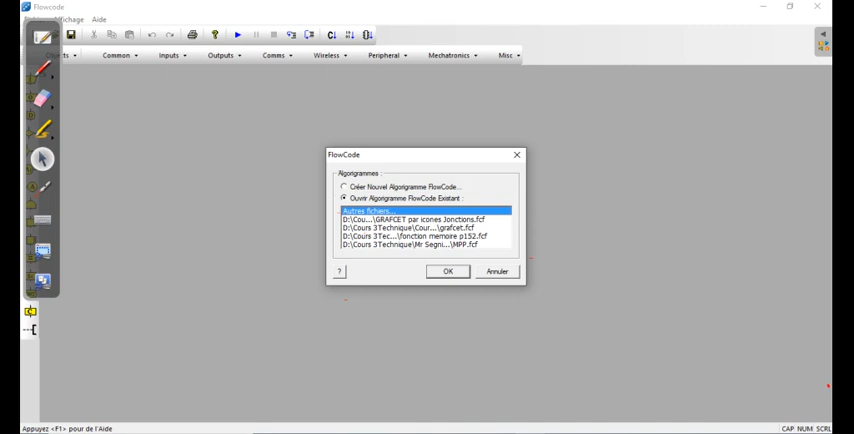 Flowcode
Affichage Aide
Common Inputs Outputs Comms Wireless Peripheral Mechatronics Misc
FlowCode
Algorigrammes :
Créer Nouvel Algorigramme FlowCode...
Ouvrir Algorigramme FlowCode Existant :
Autres fichiers...
D:\Cou...\GRAFCET par icones Jonctions.fcf
D:\Cours 3Technique\Cour...\grafcet.fcf
D:\Cours 3Tec...\fonction memoire p152.fcf
D:\Cours 3Technique\Mr Segni...\MPP.fcf
? OK Annuler
Appuyez <F1> pour de l'Aide CAP NUM SCRL